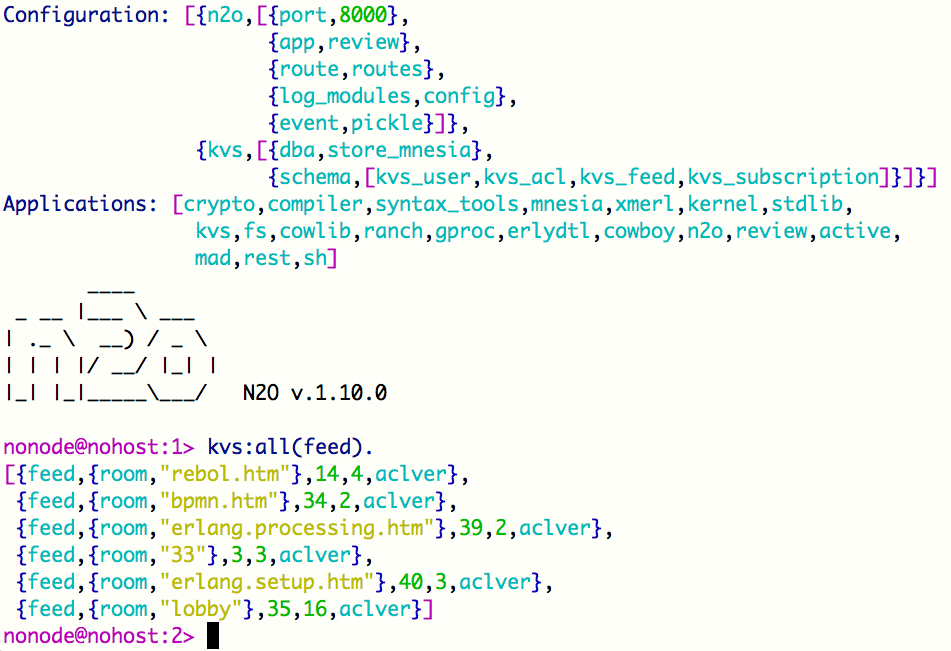 Configuration: [{n2o,[{port,8000},
                      {app,review},
                      {route,routes},
                      {log_modules,config},
                      {event,pickle}]},
                {kvs,[{dba,store_mnesia},
                      {schema,[kvs_user,kvs_acl,kvs_feed,kvs_subscription]}]}]
Applications: [crypto,compiler,syntax_tools,mnesia,xmerl,kernel,stdlib,
                kvs,fs,cowlib,ranch,gproc,erlydtl,cowboy,n2o,review,active,
                mad,rest,sh]
       ____
 _ __ |___ \ ___
| ._ \  __) / _ \
| | | |/ __/ |_| |
|_| |_|_____\___/   N2O v.1.10.0

nonode@nohost:1> kvs:all(feed).
[{feed,{room,"rebol.htm"},14,4,aclver},
 {feed,{room,"bpmn.htm"},34,2,aclver},
 {feed,{room,"erlang.processing.htm"},39,2,aclver},
 {feed,{room,"33"},3,3,aclver},
 {feed,{room,"erlang.setup.htm"},40,3,aclver},
 {feed,{room,"lobby"},35,16,aclver}]
nonode@nohost:2>